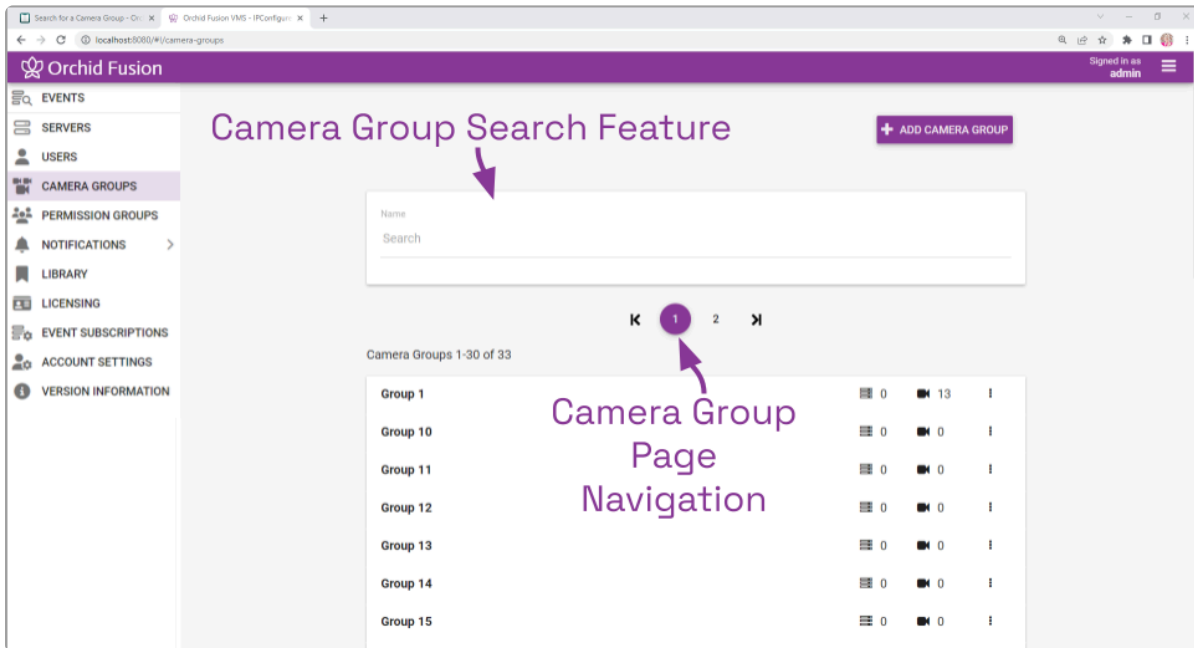 Search for a Camera Group - Orc
Orchid Fusion VMS - IPConfigure
localhost:8080/#!/camera-groups
Orchid Fusion
Signed in as
admin
EVENTS
SERVERS
USERS
CAMERA GROUPS
PERMISSION GROUPS
NOTIFICATIONS
LIBRARY
LICENSING
EVENT SUBSCRIPTIONS
ACCOUNT SETTINGS
VERSION INFORMATION
Camera Group Search Feature
ADD CAMERA GROUP
Name
Search
1 2
Camera Groups 1-30 of 33
Group 1 0 13
Group 10 0 0
Group 11 0 0
Group 12 0 0
Group 13 0 0
Group 14 0 0
Group 15 0 0
Camera Group
Page
Navigation